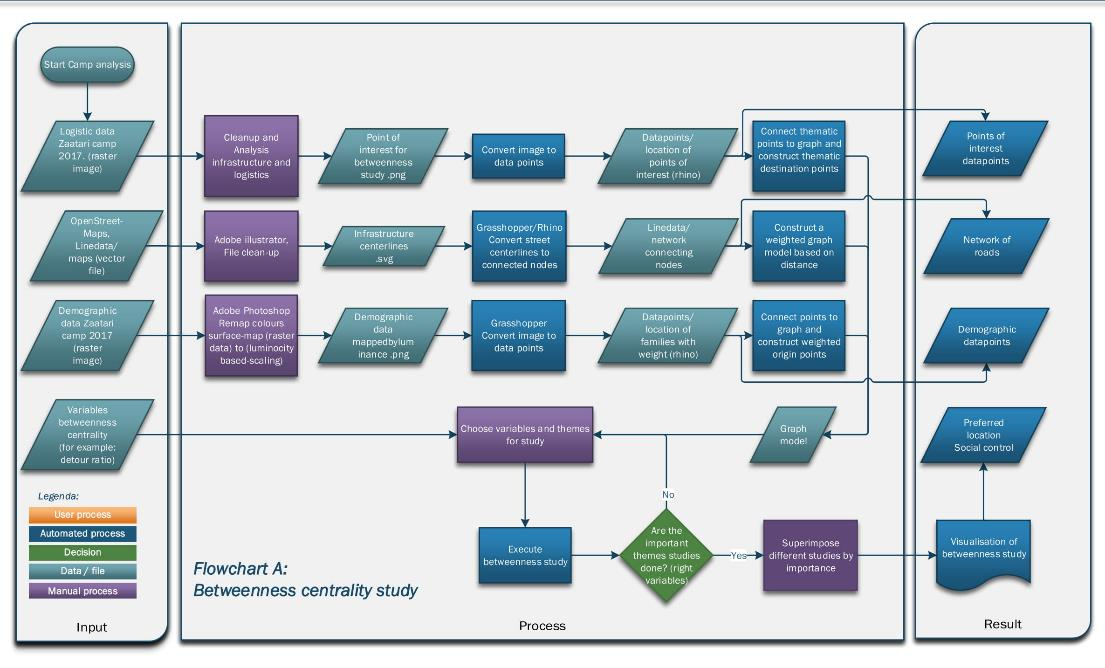 Start Camp analysis
Logistic data
Zaatari camp
2017. (raster
image)
Cleanup and
Analysis
infrastructure and
logistics
Point of
interest for
betweenness
study .png
Convert image to
data points
Datapoints/
location of
points of
interest (rhino)
Connect thematic
points to graph and
construct thematic
destination points
Points of
interest
datapoints
OpenStreet-
Maps,
Linedata/
maps (vector
file)
Adobe illustrator,
File clean-up
Infrastructure
centerlines
.svg
Grasshopper/Rhino
Convert street
centerlines to
connected nodes
Linedata/
network
connecting
nodes
Construct a
weighted graph
model based on
distance
Network of
roads
Demographic
data Zaatari
camp 2017
(raster
image)
Adobe Photoshop
Remap colours
surface-map (raster
data) to (luminocity
based-scaling)
Demographic
data
mappedbylum
inance .png
Grasshopper
Convert image to
data points
Datapoints/
location of
families with
weight (rhino)
Connect points to
graph and
construct weighted
origin points
Demographic
datapoints
Variables
betweenness
centrality
(for example:
detour ratio)
Choose variables and themes
for study
Graph
model
Preferred
location
Social control
Legenda:
User process
Automated process
Decision
Data / file
Manual process
No
Execute
betweenness study
Are the
important
themes studies
done? (right
variables)
Yes
Superimpose
different studies by
importance
Visualisation of
betweenness study
Flowchart A:
Betweenness centrality study
Input
Process
Result